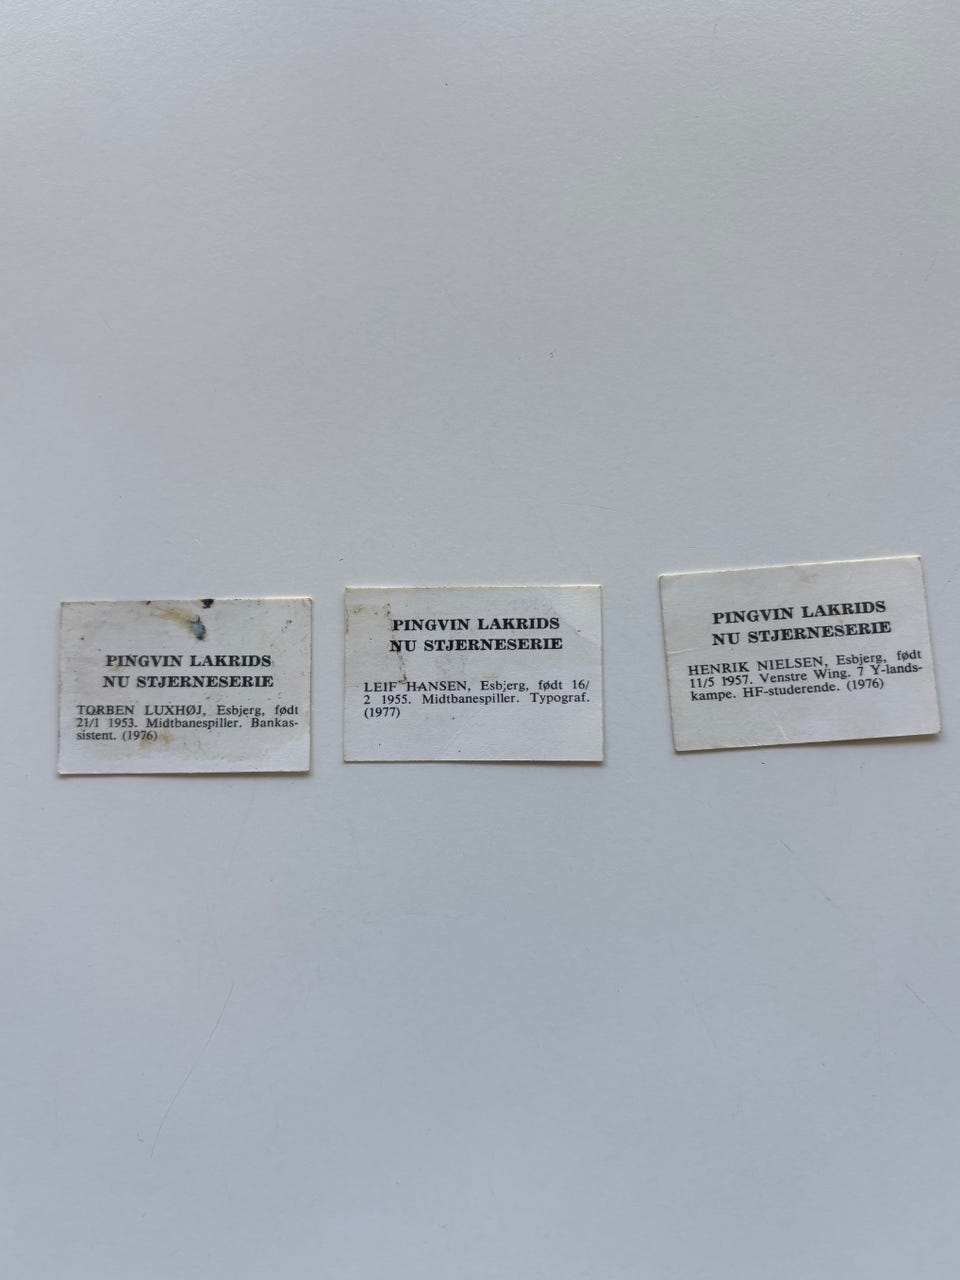 PINGVIN LAKRIDS
NU STJERNESERIE
TORBEN LUXHØJ, Esbjerg, født
21/1 1953. Midtbanespiller. Bankas-
sistent. (1976)
PINGVIN LAKRIDS
NU STJERNESERIE
LEIF HANSEN, Esbjerg, født 16/
2 1955. Midtbanespiller. Typograf.
(1977)
PINGVIN LAKRIDS
NU STJERNESERIE
HENRIK NIELSEN, Esbjerg, født
11/5 1957. Venstre Wing. 7 Y-lands-
kampe. HF-studerende. (1976)